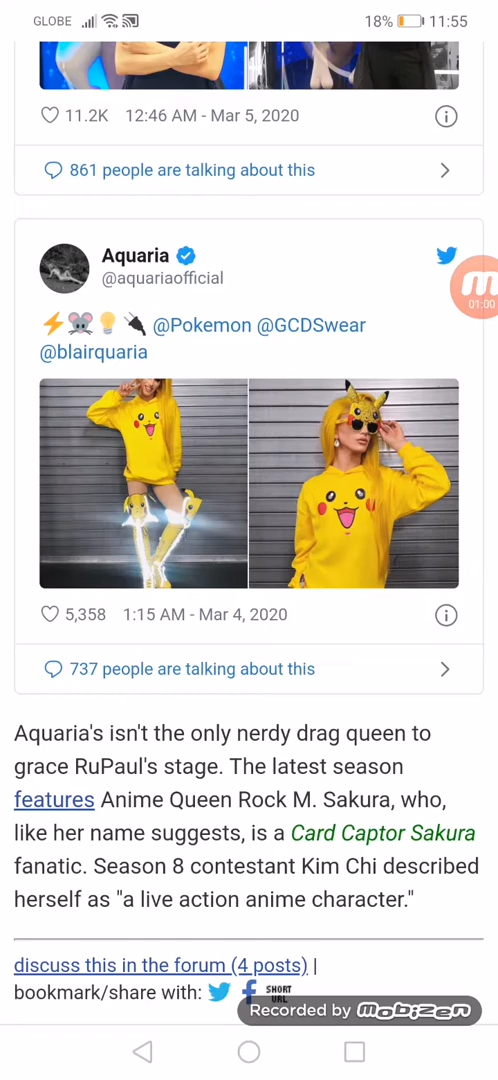 GLOBE 18% 11:55
11.2K 12:46 AM - Mar 5, 2020
861 people are talking about this
Aquaria
@aquariaofficial
01:00
@Pokemon @GCDSwear
@blairquaria
5,358 1:15 AM - Mar 4, 2020
737 people are talking about this
Aquaria's isn't the only nerdy drag queen to
grace RuPaul's stage. The latest season
features Anime Queen Rock M. Sakura, who,
like her name suggests, is a Card Captor Sakura
fanatic. Season 8 contestant Kim Chi described
herself as "a live action anime character."
discuss this in the forum (4 posts) |
bookmark/share with: SHORT
URL
Recorded by mobizen